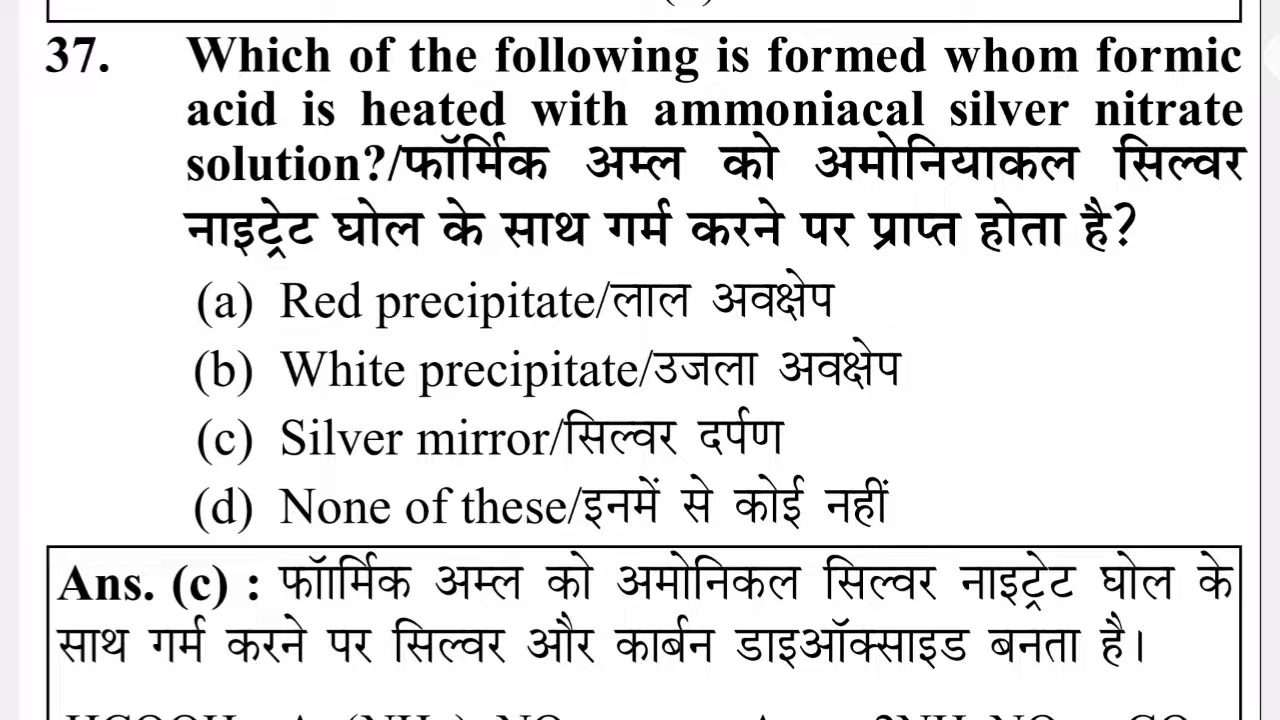 37. Which of the following is formed whom formic
acid is heated with ammoniacal silver nitrate
solution?/फॉर्मिक अम्ल को अमोनियाकल सिल्वर
नाइट्रेट घोल के साथ गर्म करने पर प्राप्त होता है?
(a) Red precipitate/लाल अवक्षेप
(b) White precipitate/उजला अवक्षेप
(c) Silver mirror/सिल्वर दर्पण
(d) None of these/इनमें से कोई नहीं
Ans. (c) : फॉार्मिक अम्ल को अमोनिकल सिल्वर नाइट्रेट घोल के
साथ गर्म करने पर सिल्वर और कार्बन डाइऑक्साइड बनता है।